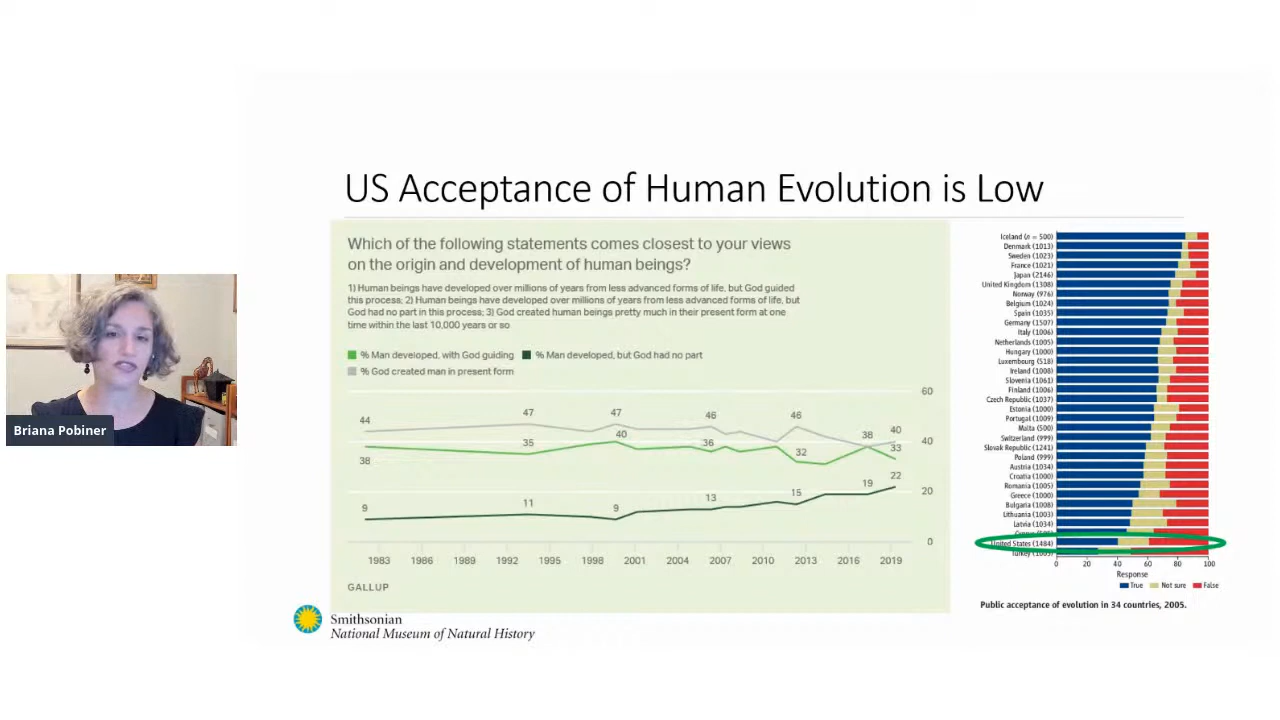 US Acceptance of Human Evolution is Low
Which of the following statements comes closest to your views
on the origin and development of human beings?
1) Human beings have developed over millions of years from less advanced forms of life, but God guided
this process; 2) Human beings have developed over millions of years from less advanced forms of life, but
God had no part in this process; 3) God created human beings pretty much in their present form at one
time within the last 10,000 years or so
% Man developed, with God guiding
% Man developed, but God had no part
% God created man in present form
60
44 47 47 46 46 38 40
40
38 35 40 36 32 33
22
20
9 11 9 13 15 19
0
1983 1986 1989 1992 1995 1998 2001 2004 2007 2010 2013 2016 2019
GALLUP
Smithsonian
National Museum of Natural History
Briana Pobiner
Iceland (n = 500)
Denmark (1013)
Sweden (1023)
France (1021)
Japan (2146)
United Kingdom (1308)
Norway (976)
Belgium (1024)
Spain (1035)
Germany (1507)
Italy (1006)
Netherlands (1005)
Hungary (1000)
Luxembourg (518)
Ireland (1008)
Slovenia (1061)
Finland (1006)
Czech Republic (1037)
Estonia (1000)
Portugal (1009)
Malta (500)
Switzerland (999)
Slovak Republic (1241)
Poland (999)
Austria (1034)
Croatia (1000)
Romania (1005)
Greece (1000)
Bulgaria (1008)
Lithuania (1003)
Latvia (1034)
United States (1484)
Turkey (1005)
0 20 40 60 80 100
Response
True Not sure False
Public acceptance of evolution in 34 countries, 2005.